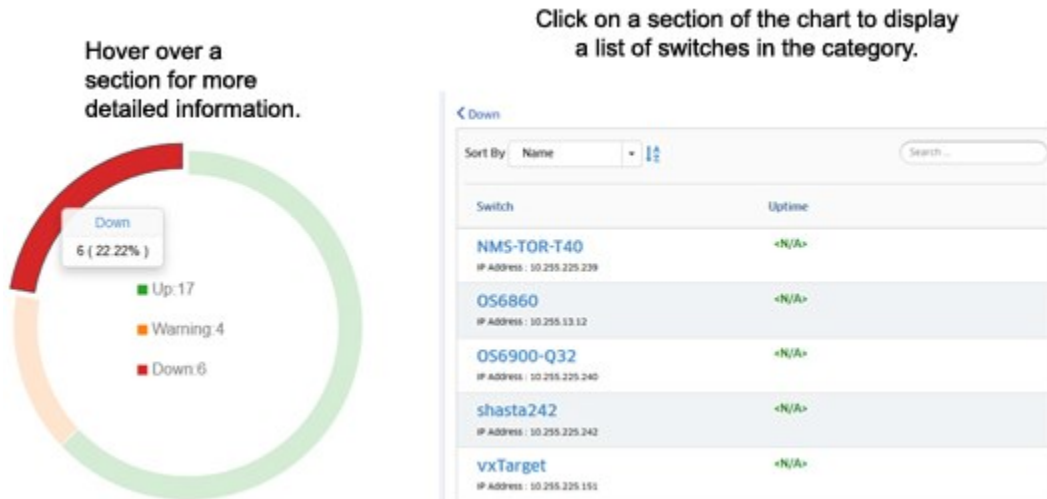 Hover over a
section for more
detailed information.
Down
6 ( 22.22% )
Up:17
Warning:4
Down:6
Click on a section of the chart to display
a list of switches in the category.
Down
Sort By Name
Search ...
Switch Uptime
NMS-TOR-T40 <N/A>
IP Address : 10.255.225.239
OS6860 <N/A>
IP Address : 10.255.13.12
OS6900-Q32 <N/A>
IP Address : 10.255.225.240
shasta242 <N/A>
IP Address : 10.255.225.242
vxTarget <N/A>
IP Address : 10.255.225.151